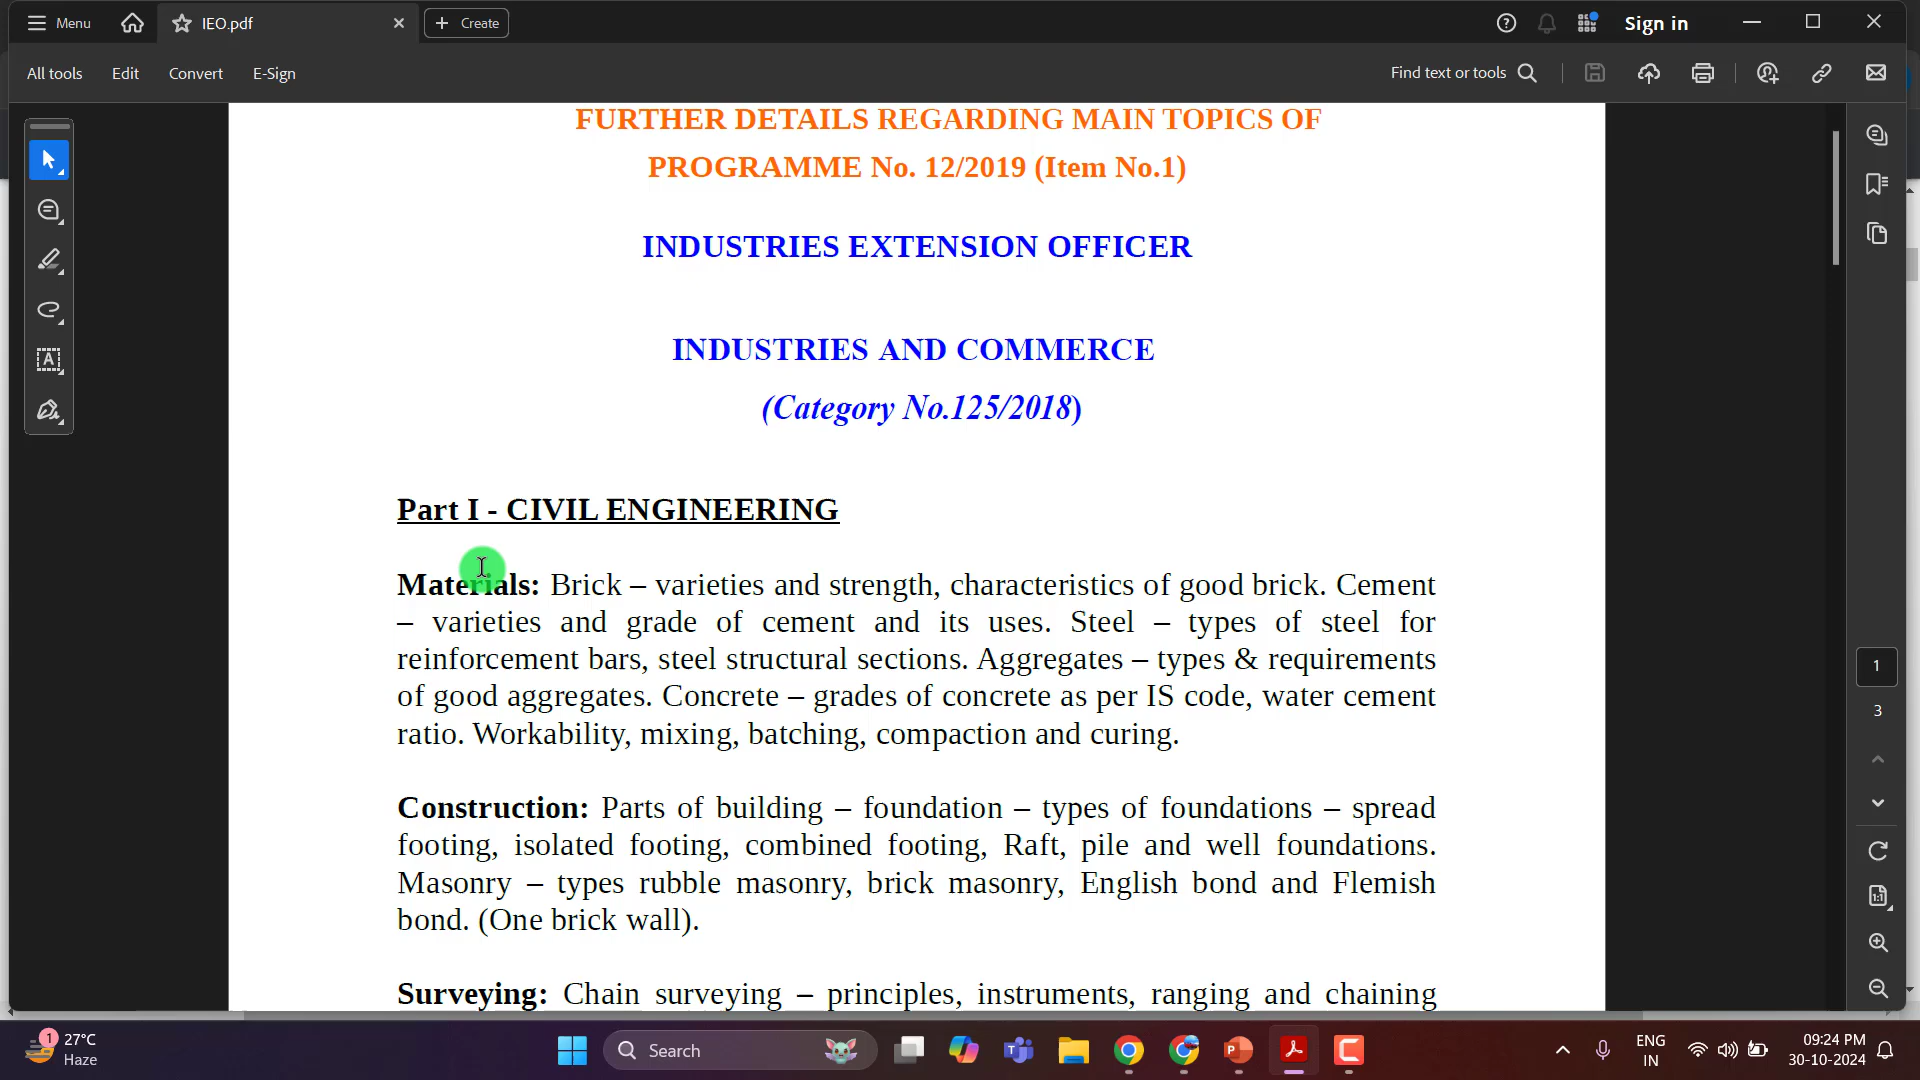 Menu
IEO.pdf
Create
Sign in
All tools
Edit
Convert
E-Sign
Find text or tools
FURTHER DETAILS REGARDING MAIN TOPICS OF
PROGRAMME No. 12/2019 (Item No.1)
INDUSTRIES EXTENSION OFFICER
INDUSTRIES AND COMMERCE
(Category No.125/2018)
Part I - CIVIL ENGINEERING
Materials: Brick – varieties and strength, characteristics of good brick. Cement
– varieties and grade of cement and its uses. Steel – types of steel for
reinforcement bars, steel structural sections. Aggregates – types & requirements
of good aggregates. Concrete – grades of concrete as per IS code, water cement
ratio. Workability, mixing, batching, compaction and curing.
Construction: Parts of building – foundation – types of foundations – spread
footing, isolated footing, combined footing, Raft, pile and well foundations.
Masonry – types rubble masonry, brick masonry, English bond and Flemish
bond. (One brick wall).
Surveying: Chain surveying – principles, instruments, ranging and chaining
1
3
1
27°C
Haze
Search
ENG
IN
09:24 PM
30-10-2024